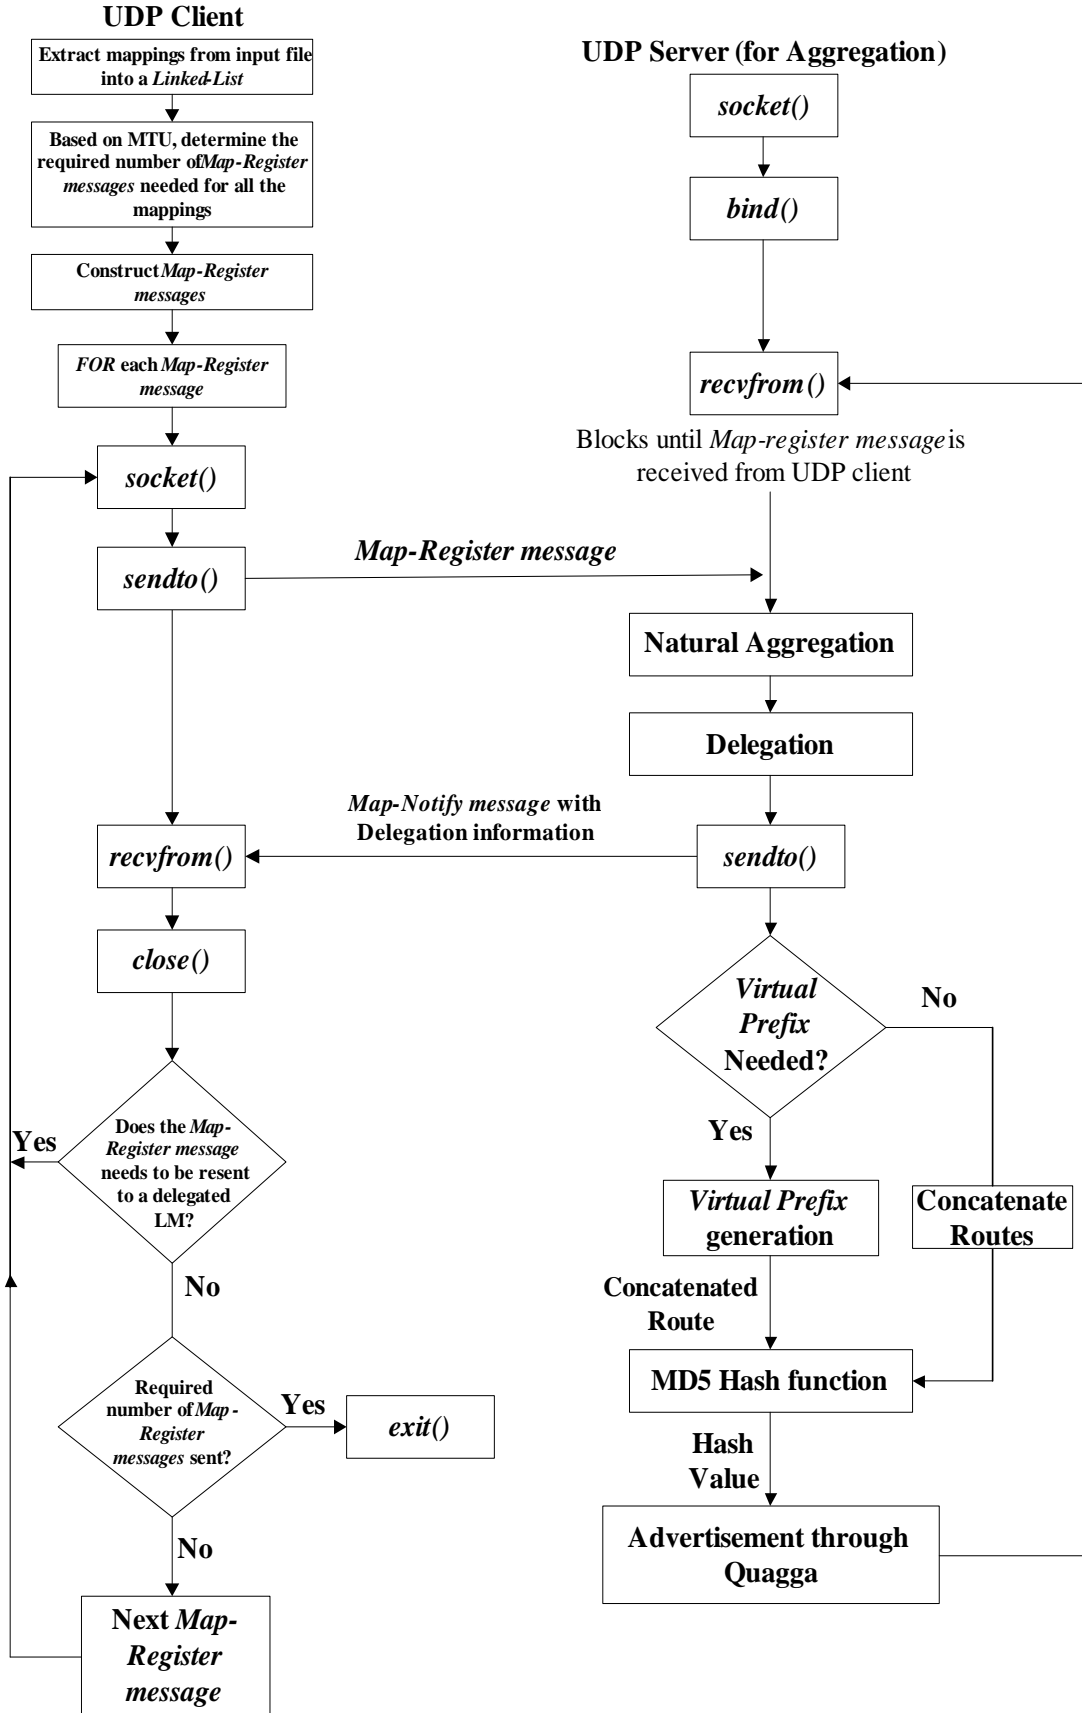 UDP Client
Extract mappings from input file
into a Linked-List
Based on MTU, determine the
required number of Map-Register
messages needed for all the
mappings
Construct Map-Register
messages
FOR each Map-Register
message
socket()
sendto()
recvfrom()
close()
Does the Map-
Register message
needs to be resent
to a delegated
LM?
Yes
No
Required
number of Map-
Register
messages sent?
Yes
exit()
No
Next Map-
Register
message
Map-Register message
Map-Notify message with
Delegation information
UDP Server (for Aggregation)
socket()
bind()
recvfrom()
Blocks until Map-register message is
received from UDP client
Natural Aggregation
Delegation
sendto()
Virtual
Prefix
Needed?
No
Yes
Virtual Prefix
generation
Concatenate
Routes
Concatenated
Route
MD5 Hash function
Hash
Value
Advertisement through
Quagga